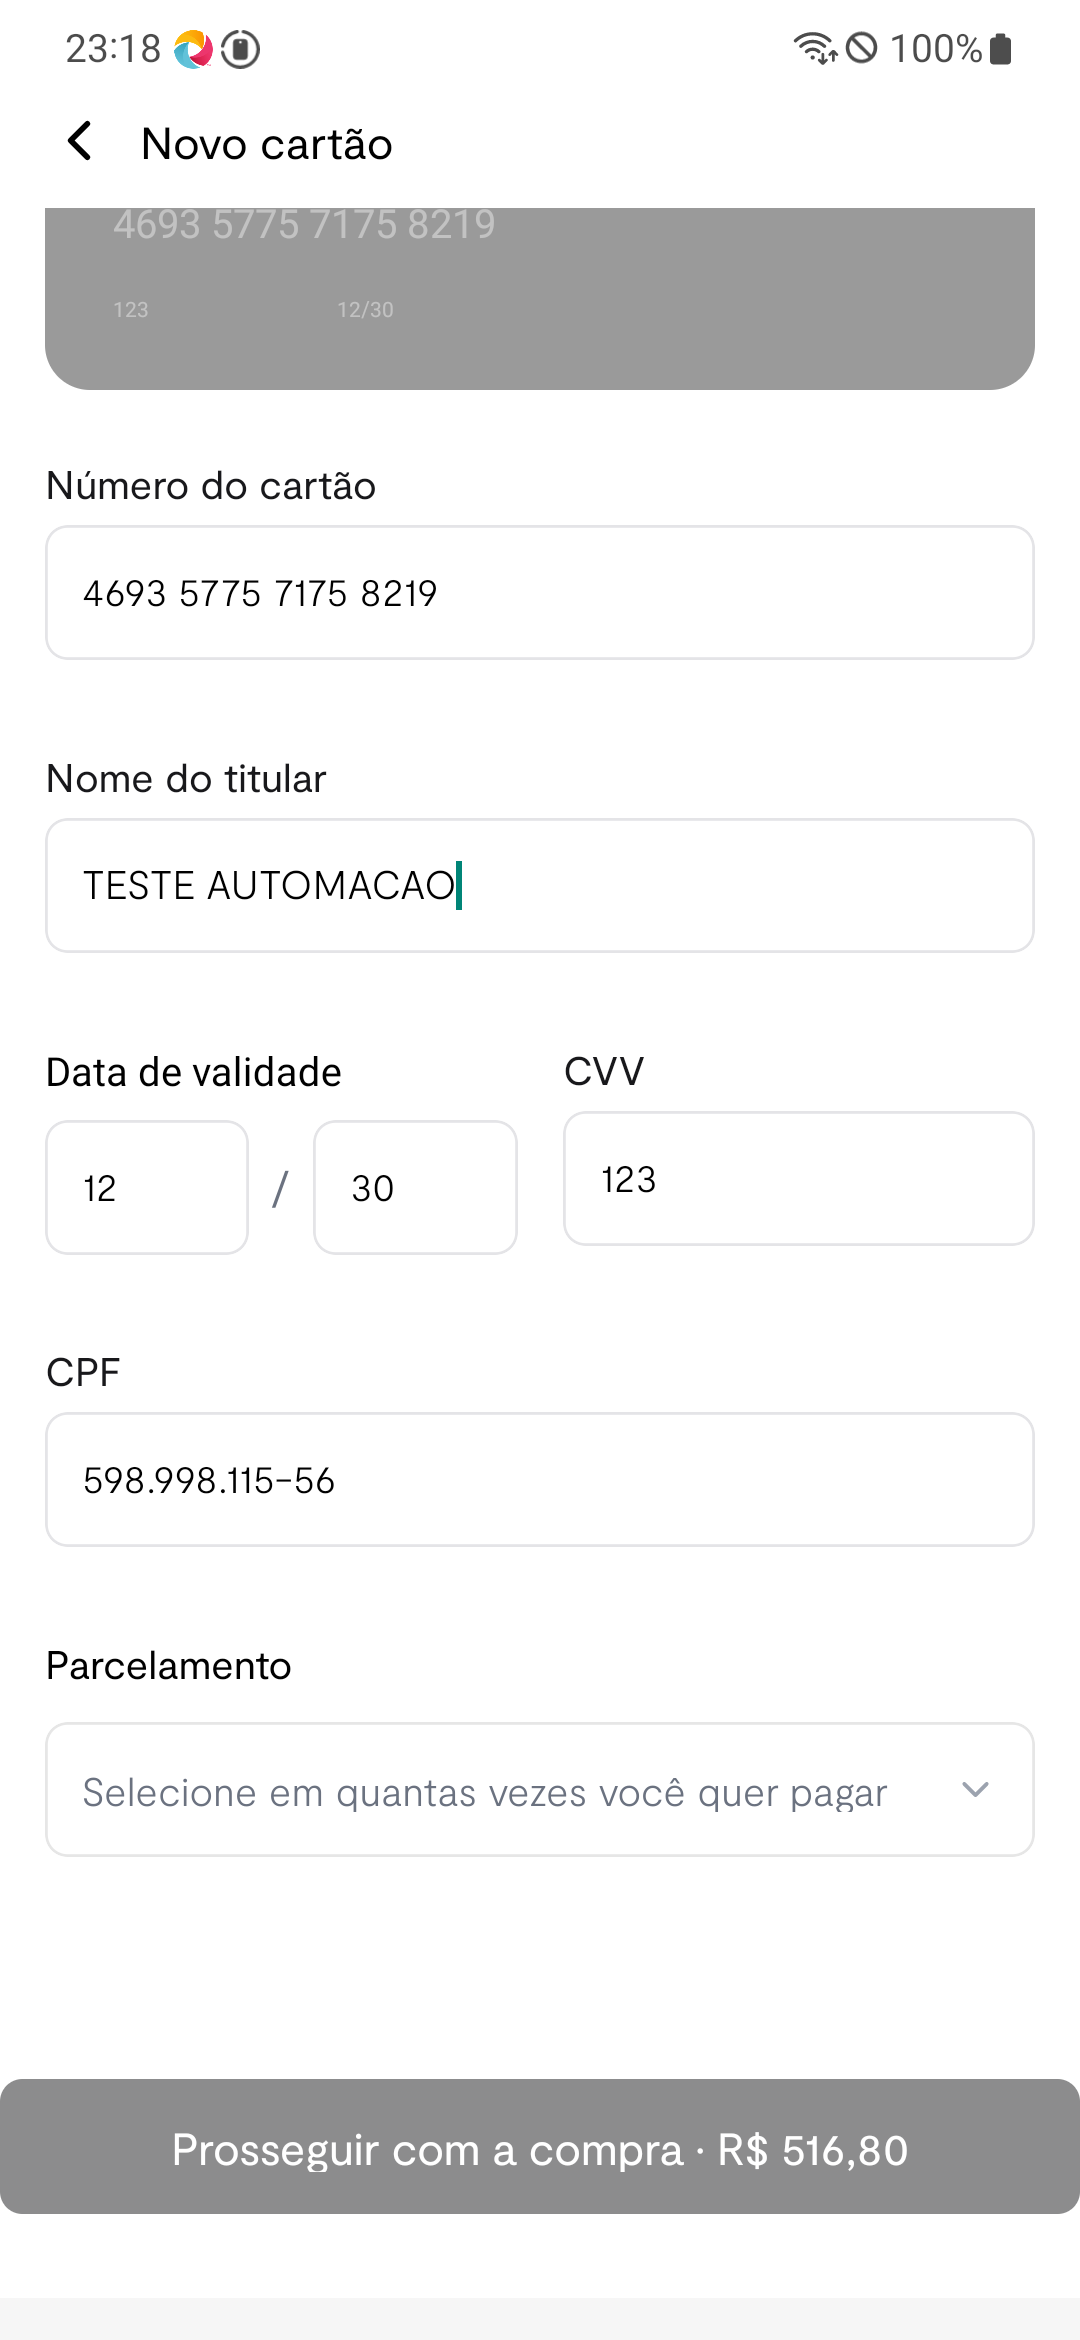 23:18 100%
Novo cartão
4693 5775 7175 8219
123 12/30
Número do cartão
4693 5775 7175 8219
Nome do titular
TESTE AUTOMACAO
Data de validade CVV
12 / 30 123
CPF
598.998.115-56
Parcelamento
Selecione em quantas vezes você quer pagar
Prosseguir com a compra · R$ 516,80